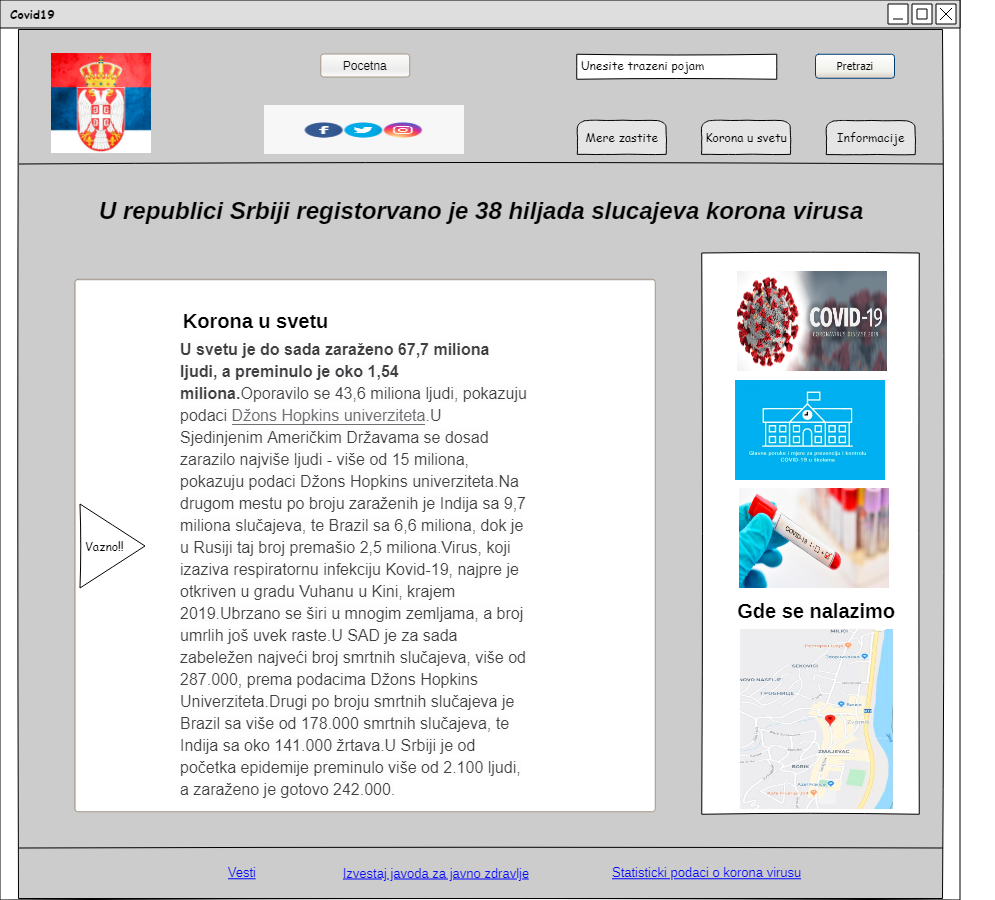 Covid19
Pocetna
Unesite trazeni pojam
Pretrazi
Mere zastite
Korona u svetu
Informacije
U republici Srbiji registorvano je 38 hiljada slucajeva korona virusa
Korona u svetu
U svetu je do sada zaraženo 67,7 miliona
ljudi, a preminulo je oko 1,54
miliona.Oporavilo se 43,6 miliona ljudi, pokazuju
podaci Džons Hopkins univerziteta.U
Sjedinjenim Američkim Državama se dosad
zarazilo najviše ljudi - više od 15 miliona,
pokazuju podaci Džons Hopkins univerziteta.Na
drugom mestu po broju zaraženih je Indija sa 9,7
miliona slučajeva, te Brazil sa 6,6 miliona, dok je
u Rusiji taj broj premašio 2,5 miliona.Virus, koji
izaziva respiratornu infekciju Kovid-19, najpre je
otkriven u gradu Vuhanu u Kini, krajem
2019.Ubrzano se širi u mnogim zemljama, a broj
umrlih još uvek raste.U SAD je za sada
zabeležen najveći broj smrtnih slučajeva, više od
287.000, prema podacima Džons Hopkins
Univerziteta.Drugi po broju smrtnih slučajeva je
Brazil sa više od 178.000 smrtnih slučajeva, te
Indija sa oko 141.000 žrtava.U Srbiji je od
početka epidemije preminulo više od 2.100 ljudi,
a zaraženo je gotovo 242.000.
Vazno!!
COVID-19
CORONAVIRUS DISEASE 2019
Glavne poruke i mjere za prevenciju i kontrolu
COVID-19 u školama
COVID-19
Gde se nalazimo
MILICI
SEKOVICI
NOVO NASELJE
ZMAJEVAC
BORIK
Vesti
Izvestaj javoda za javno zdravlje
Statisticki podaci o korona virusu